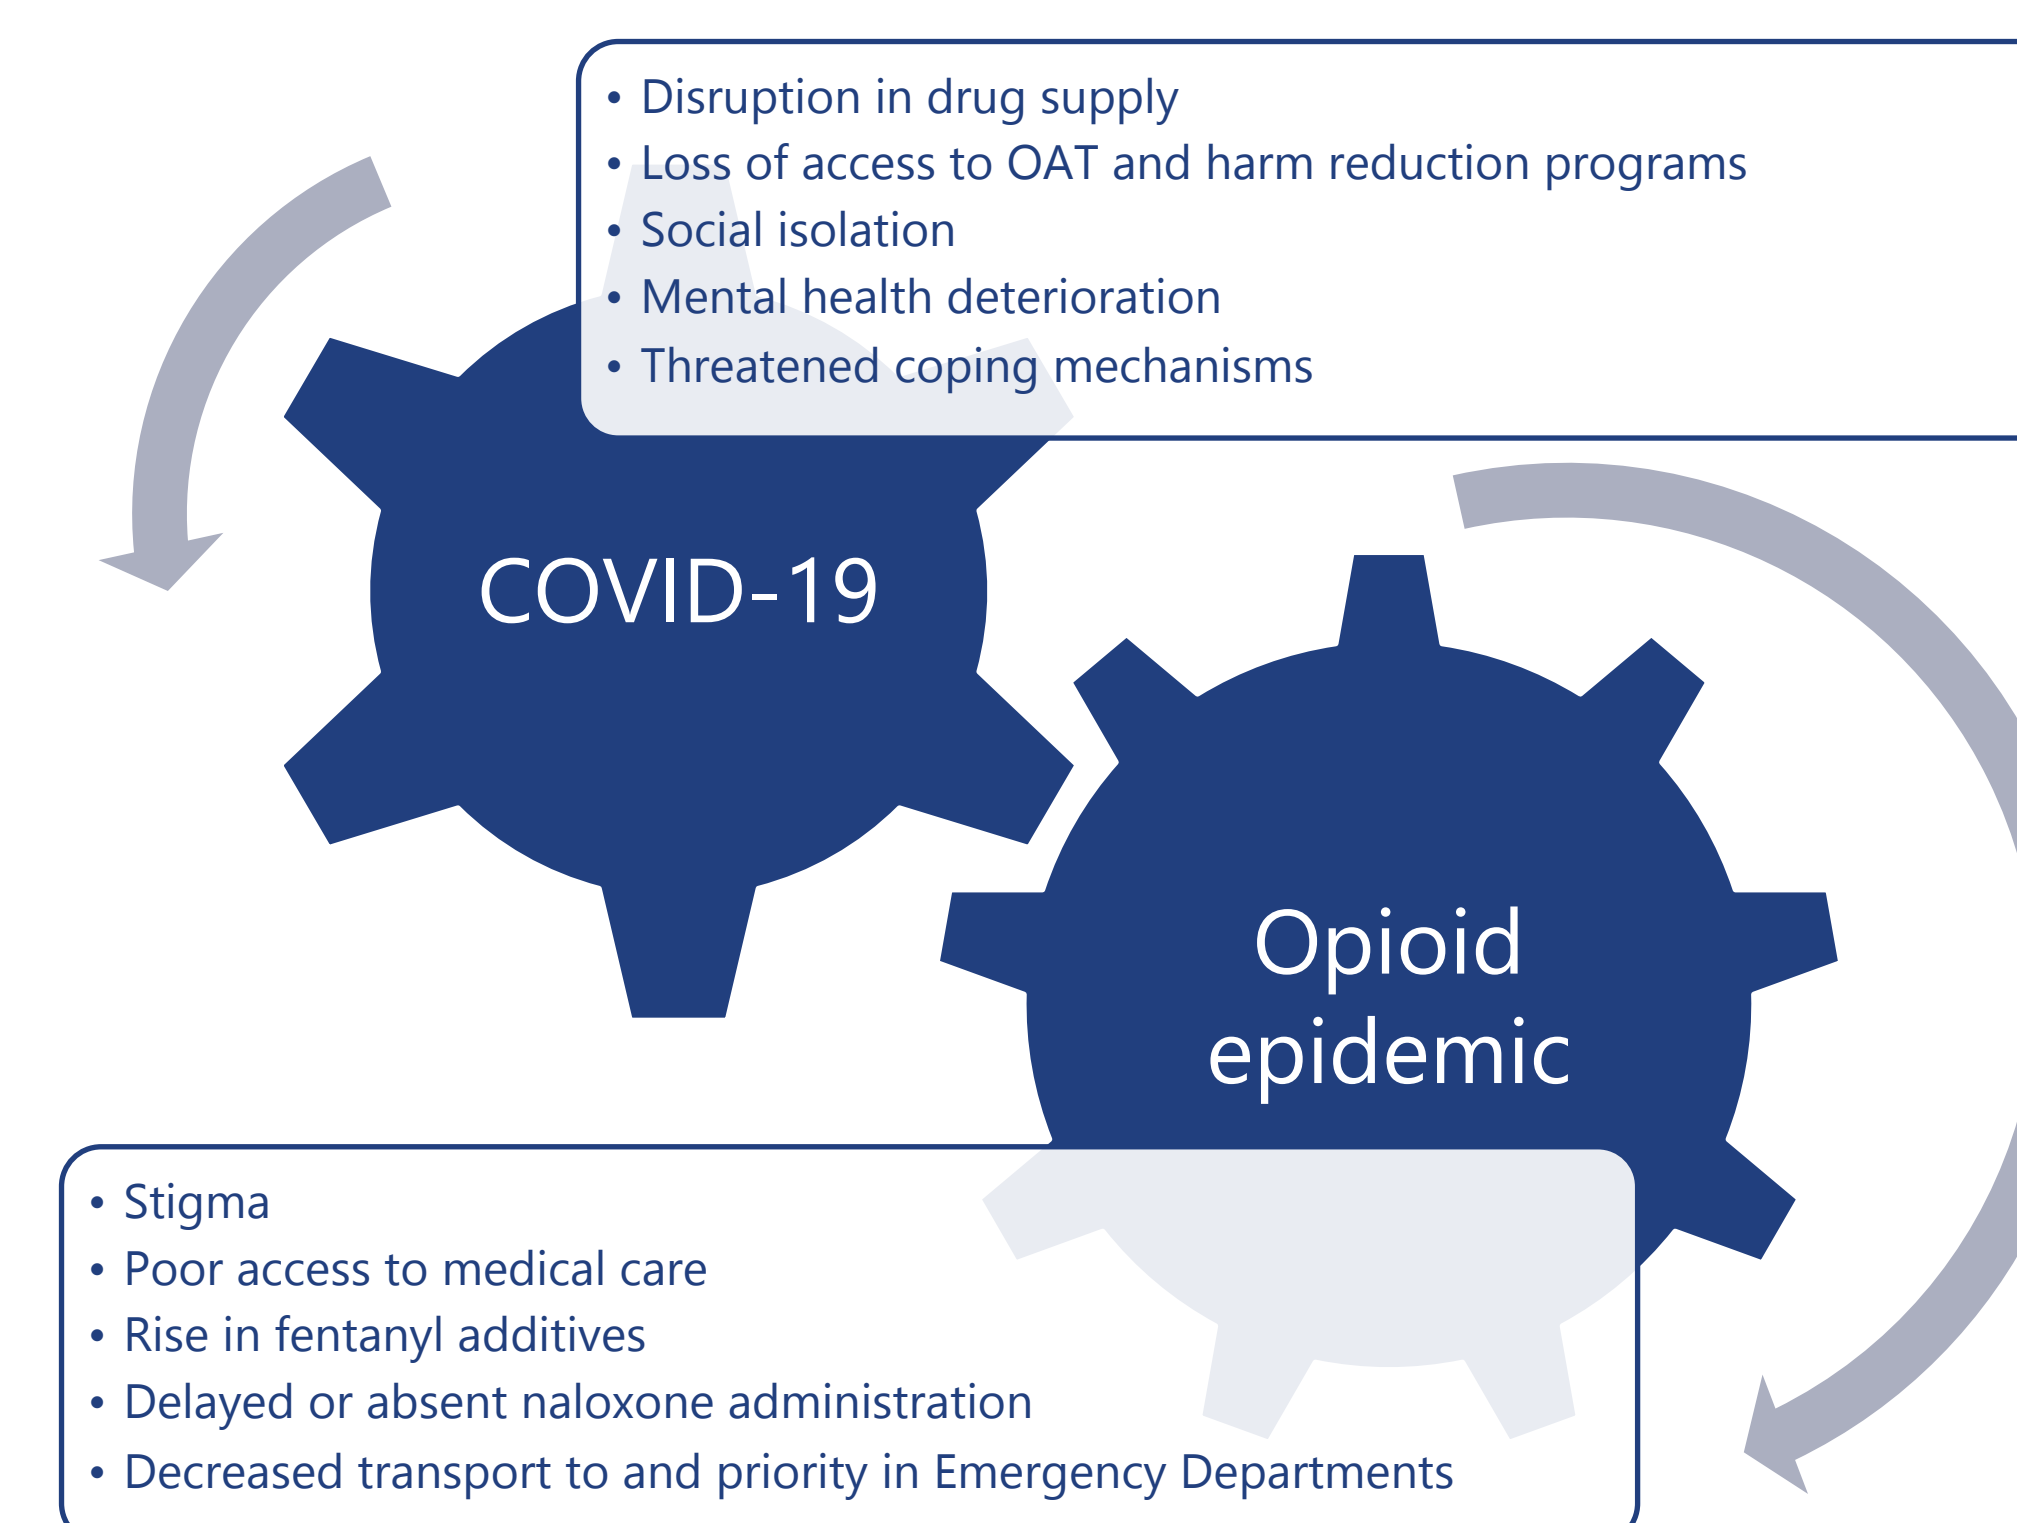 • Disruption in drug supply
• Loss of access to OAT and harm reduction programs
• Social isolation
• Mental health deterioration
• Threatened coping mechanisms
COVID-19
Opioid
epidemic
• Stigma
• Poor access to medical care
• Rise in fentanyl additives
• Delayed or absent naloxone administration
• Decreased transport to and priority in Emergency Departments